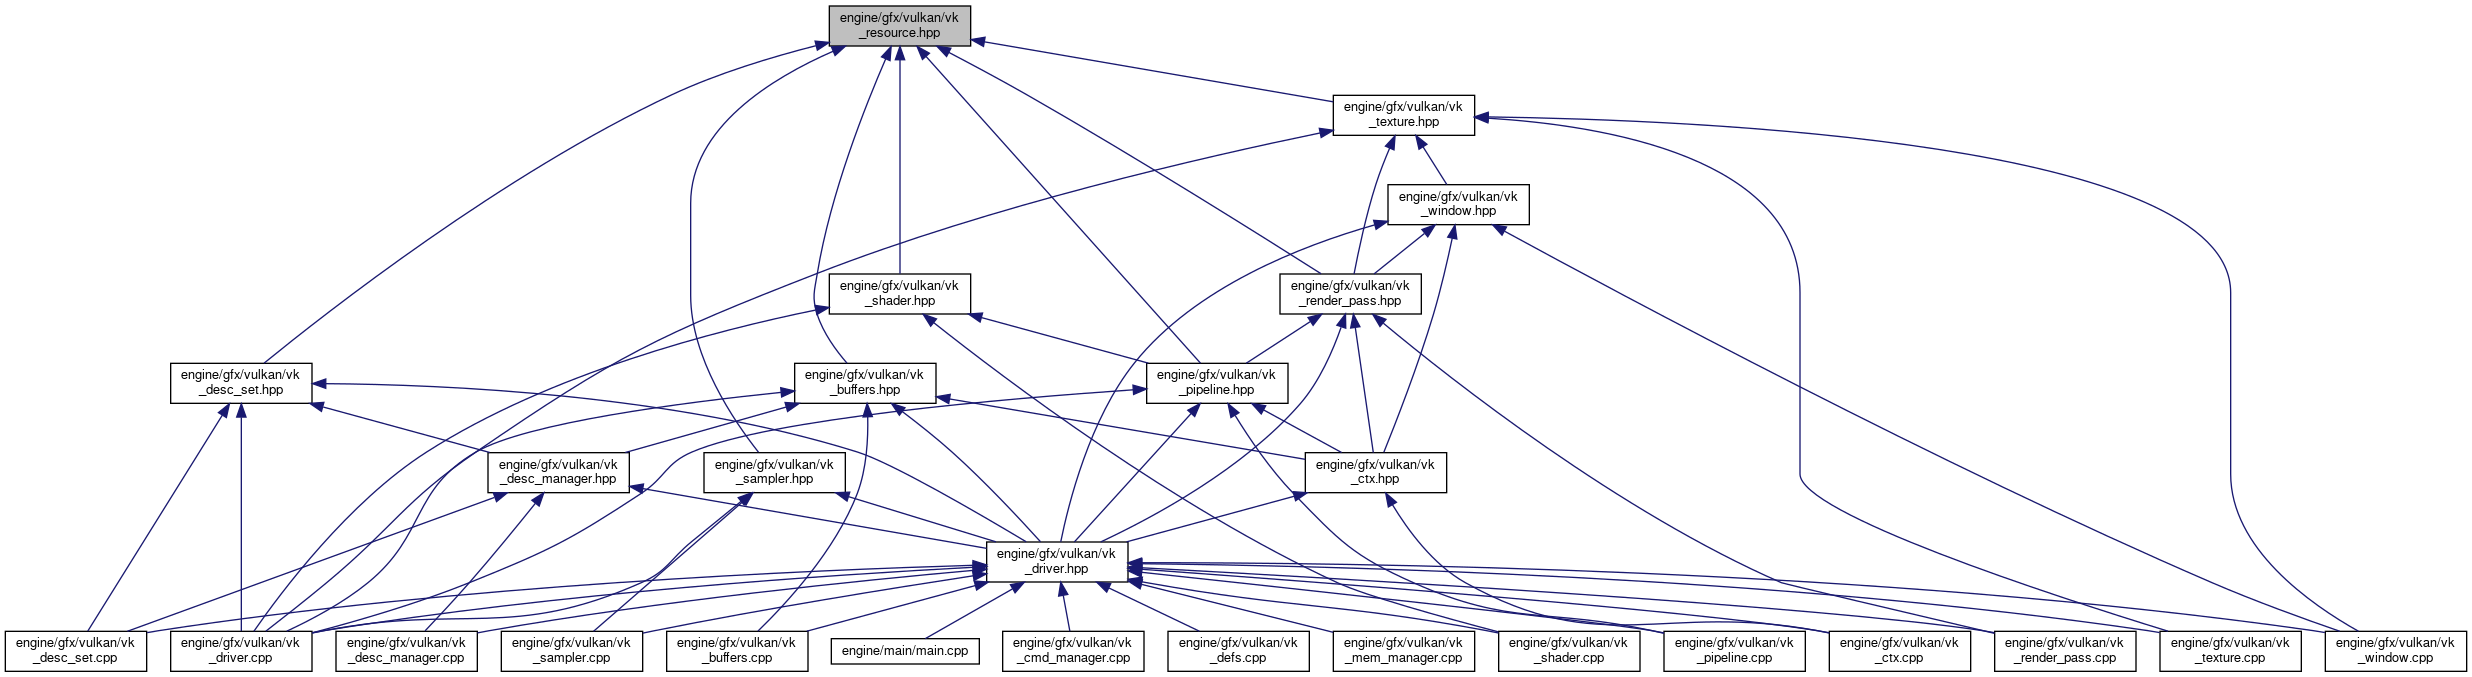 engine/gfx/vulkan/vk
_resource.hpp
engine/gfx/vulkan/vk
_texture.hpp
engine/gfx/vulkan/vk
_window.hpp
engine/gfx/vulkan/vk
_shader.hpp
engine/gfx/vulkan/vk
_render_pass.hpp
engine/gfx/vulkan/vk
_desc_set.hpp
engine/gfx/vulkan/vk
_buffers.hpp
engine/gfx/vulkan/vk
_pipeline.hpp
engine/gfx/vulkan/vk
_desc_manager.hpp
engine/gfx/vulkan/vk
_sampler.hpp
engine/gfx/vulkan/vk
_ctx.hpp
engine/gfx/vulkan/vk
_driver.hpp
engine/gfx/vulkan/vk
_desc_set.cpp
engine/gfx/vulkan/vk
_driver.cpp
engine/gfx/vulkan/vk
_desc_manager.cpp
engine/gfx/vulkan/vk
_sampler.cpp
engine/gfx/vulkan/vk
_buffers.cpp
engine/main/main.cpp
engine/gfx/vulkan/vk
_cmd_manager.cpp
engine/gfx/vulkan/vk
_defs.cpp
engine/gfx/vulkan/vk
_mem_manager.cpp
engine/gfx/vulkan/vk
_shader.cpp
engine/gfx/vulkan/vk
_pipeline.cpp
engine/gfx/vulkan/vk
_ctx.cpp
engine/gfx/vulkan/vk
_render_pass.cpp
engine/gfx/vulkan/vk
_texture.cpp
engine/gfx/vulkan/vk
_window.cpp